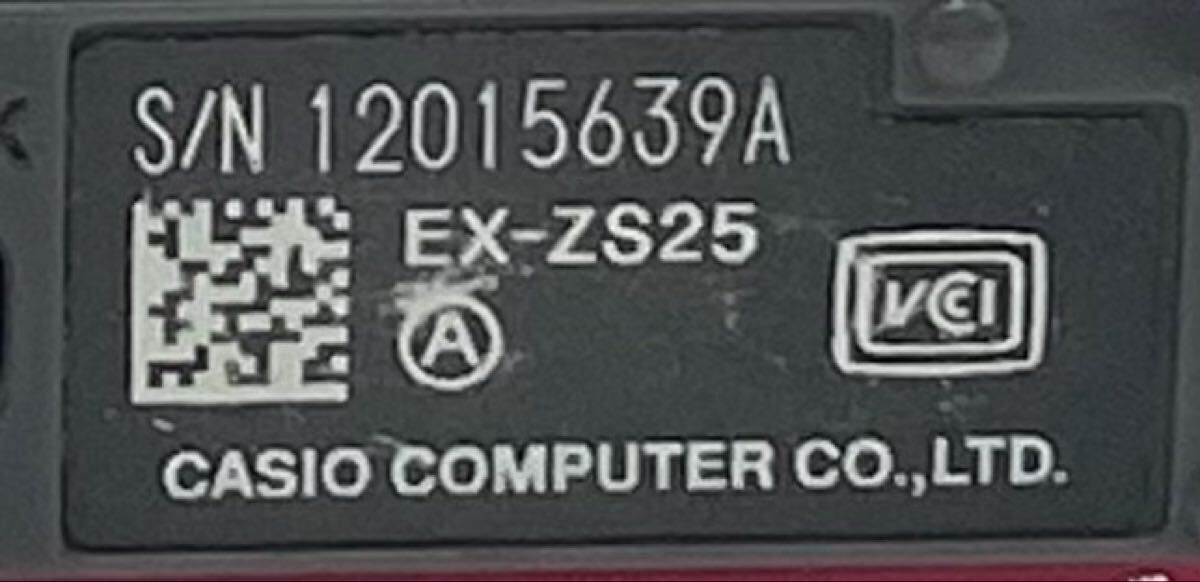 S/N 12015639A
EX-ZS25
A
VCI
CASIO COMPUTER CO.,LTD.